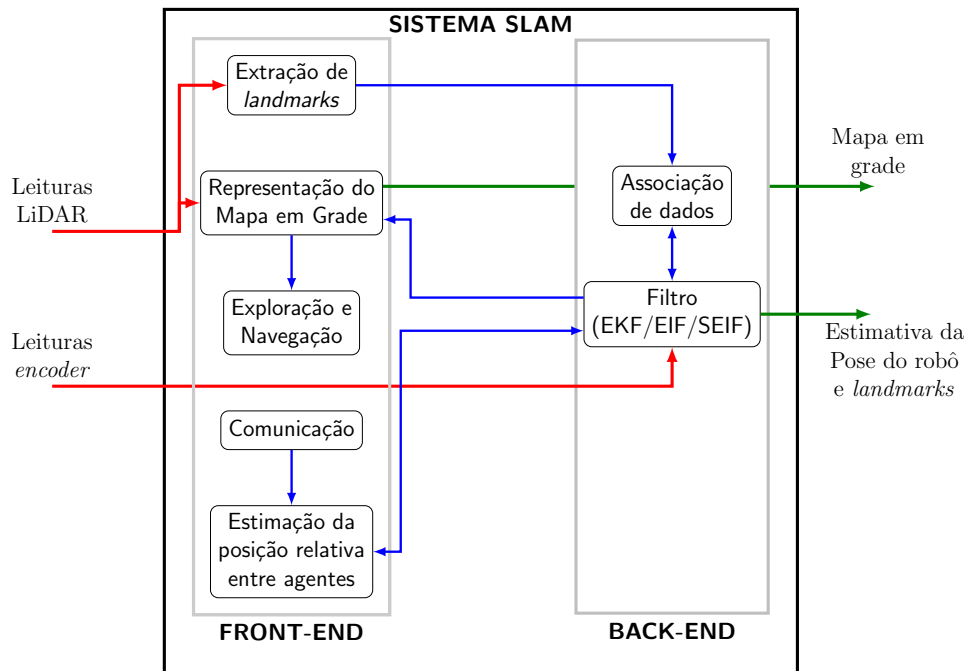 SISTEMA SLAM
Extração de
landmarks
Leituras
LiDAR
Representação do
Mapa em Grade
Associação
de dados
Mapa em
grade
Exploração e
Navegação
Filtro
(EKF/EIF/SEIF)
Leituras
encoder
Estimativa da
Pose do robô
e landmarks
Comunicação
Estimação da
posição relativa
entre agentes
FRONT-END
BACK-END